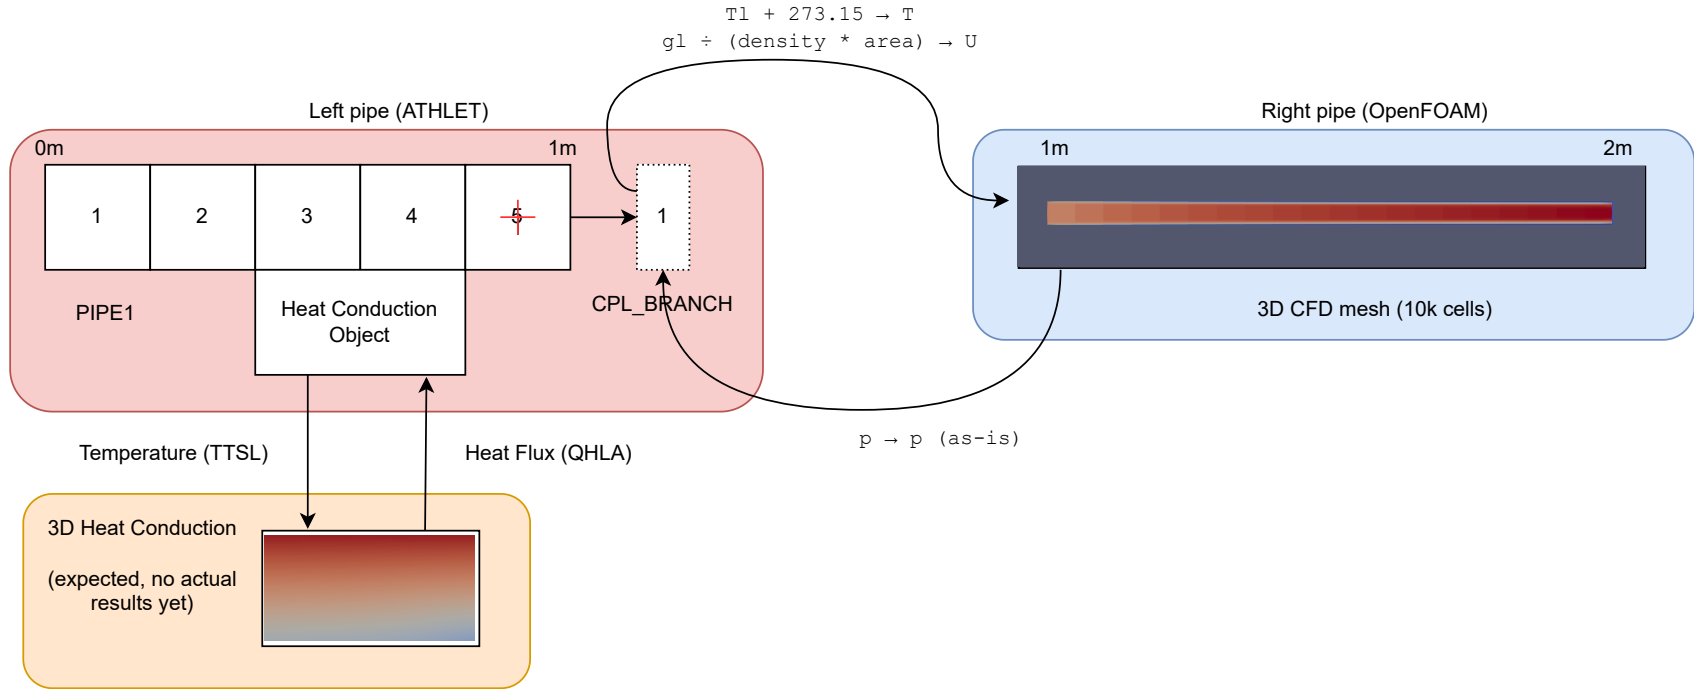 Tl + 273.15 → T
gl ÷ (density * area) → U
Left pipe (ATHLET)
Right pipe (OpenFOAM)
0m
1m
1m
2m
1
2
3
4
5
1
Heat Conduction
Object
PIPE1
CPL_BRANCH
3D CFD mesh (10k cells)
p → p (as-is)
Temperature (TTSL)
Heat Flux (QHLA)
3D Heat Conduction
(expected, no actual
results yet)